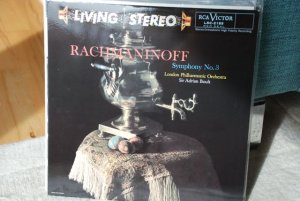 LIVING STEREO
RCA VICTOR
RACHMANINOFF
Symphony No. 3
London Philharmonic Orchestra
Sir Adrian Boult